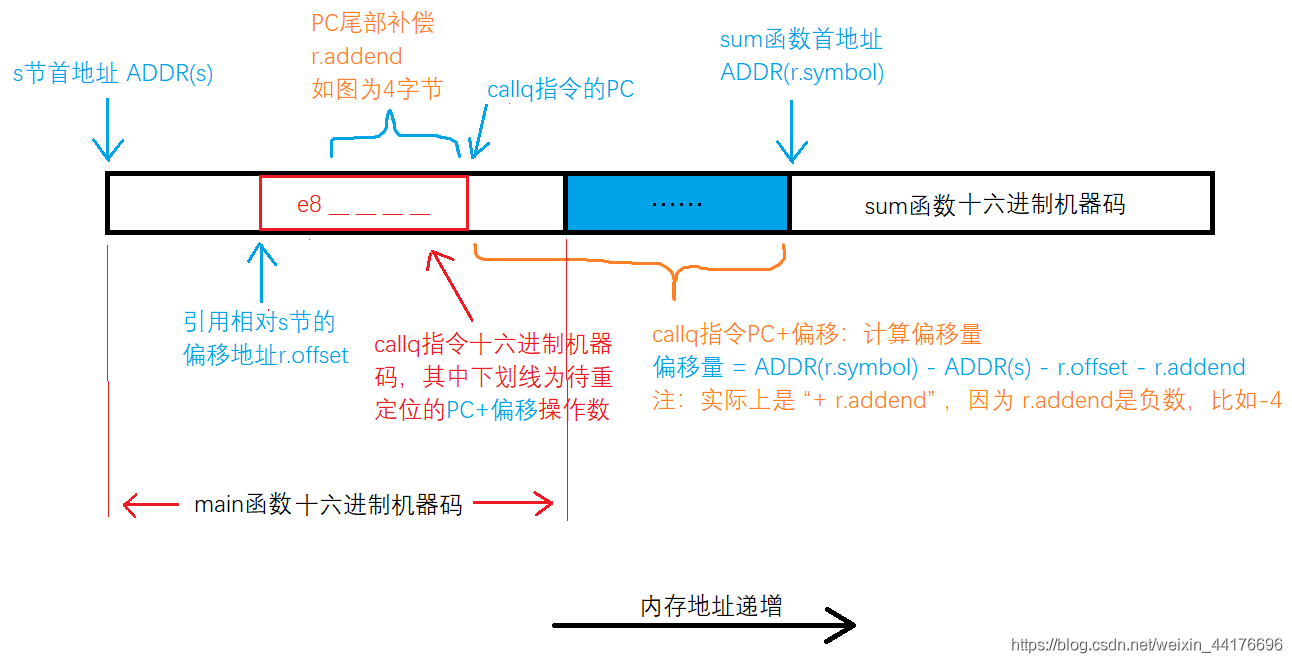 PC尾部补偿
r.addend
如图为4字节
s节首地址 ADDR(s)
callq指令的PC
sum函数首地址
ADDR(r.symbol)
e8 _ _ _ _
……
sum函数十六进制机器码
引用相对s节的
偏移地址r.offset
callq指令十六进制机器
码，其中下划线为待重
定位的PC+偏移操作数
callq指令PC+偏移：计算偏移量
偏移量 = ADDR(r.symbol) - ADDR(s) - r.offset - r.addend
注：实际上是 “+ r.addend” ，因为 r.addend是负数，比如-4
main函数十六进制机器码
内存地址递增
https://blog.csdn.net/weixin_44176696